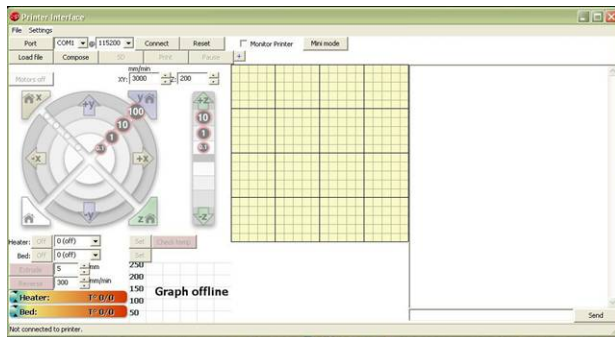 Printer Interface
File Settings
Port COM1 @ 115200 Connect Reset Monitor Printer Mini mode
Load file Compose SD Print Pause +
Motors off
mm/min
XY: 3000 Z: 200
x
+y
y
+z
100
10
1
0.1
10
1
0.1
-x
+x
-y
z
-z
Heater: Off 0 (off) Set Check temp
Bed: Off 0 (off) Set
Extrude 5 mm
Reverse 300 mm/min
Heater: T° 0/0
Bed: T° 0/0
250
200
150
100
50
Graph offline
Send
Not connected to printer.